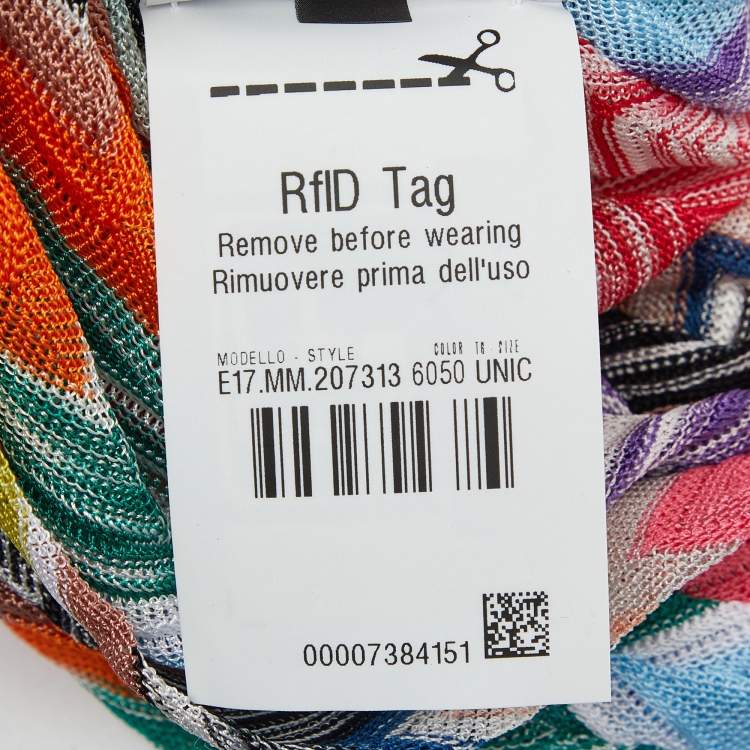 RfID Tag
Remove before wearing
Rimuovere prima dell'uso
MODELLO - STYLE COLOR TG - SIZE
E17.MM.207313 6050 UNIC
00007384151